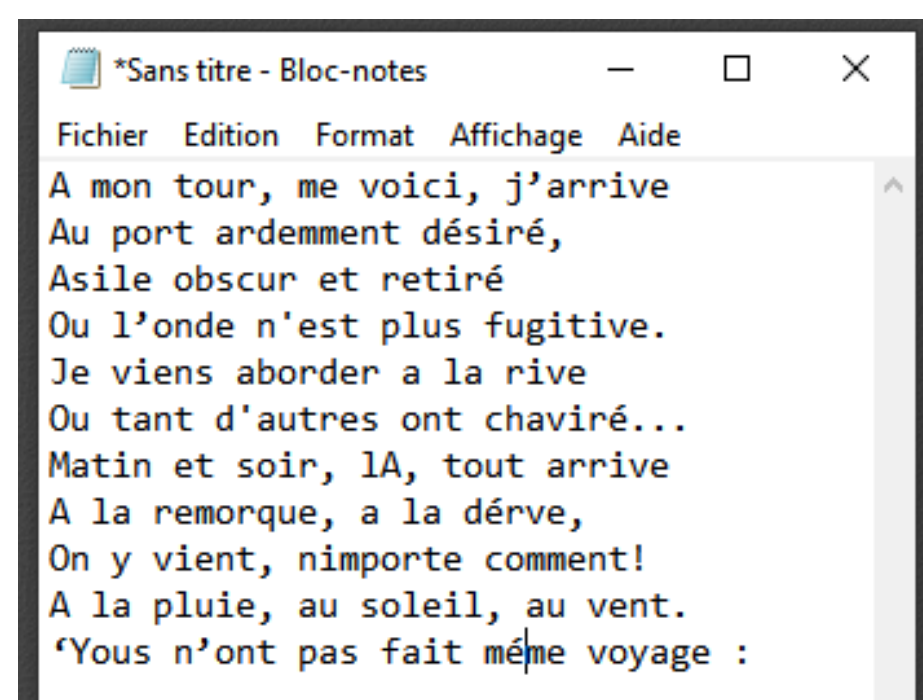 *Sans titre - Bloc-notes
Fichier Edition Format Affichage Aide
A mon tour, me voici, j’arrive
Au port ardemment désiré,
Asile obscur et retiré
Ou l’onde n'est plus fugitive.
Je viens aborder a la rive
Ou tant d'autres ont chaviré...
Matin et soir, lA, tout arrive
A la remorque, a la dérve,
On y vient, nimporte comment!
A la pluie, au soleil, au vent.
‘Yous n’ont pas fait méme voyage :